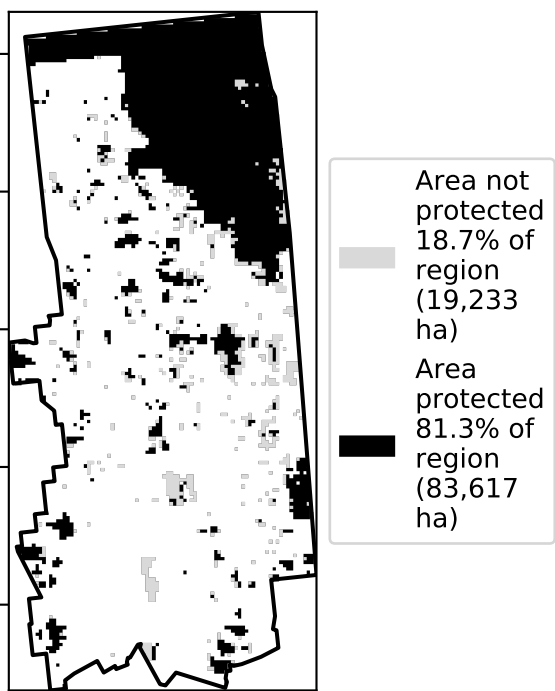 Area not
protected
18.7% of
region
(19,233
ha)
Area
protected
81.3% of
region
(83,617
ha)